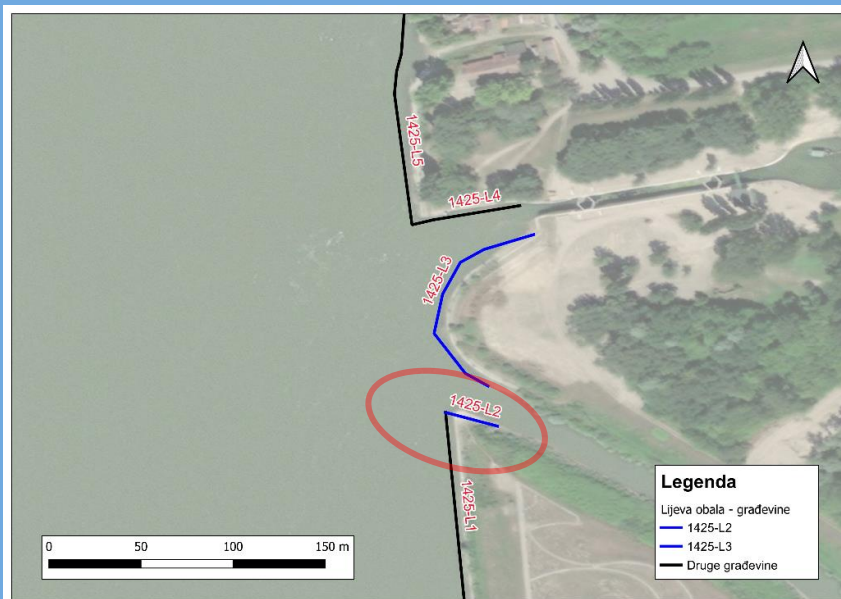 1425-L5
1425-L4
1425-L3
1425-L2
1425-L1
0 50 100 150 m
Legenda
Lijeva obala - građevine
1425-L2
1425-L3
Druge građevine